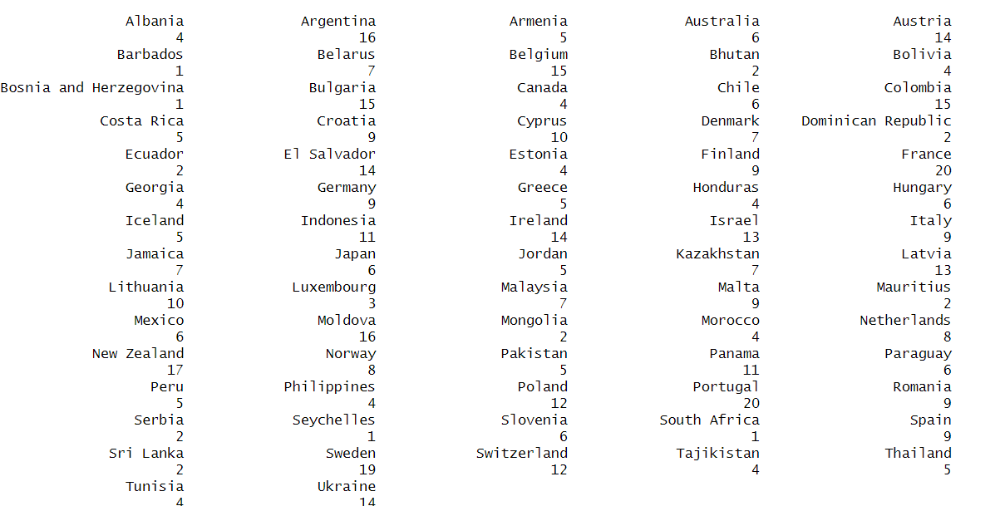 Albania Argentina Armenia Australia Austria
4 16 5 6 14
Barbados Belarus Belgium Bhutan Bolivia
1 7 15 2 4
Bosnia and Herzegovina Bulgaria Canada Chile Colombia
1 15 4 6 15
Costa Rica Croatia Cyprus Denmark Dominican Republic
5 9 10 7 2
Ecuador El Salvador Estonia Finland France
2 14 4 9 20
Georgia Germany Greece Honduras Hungary
4 9 5 4 6
Iceland Indonesia Ireland Israel Italy
5 11 14 13 9
Jamaica Japan Jordan Kazakhstan Latvia
7 6 5 7 13
Lithuania Luxembourg Malaysia Malta Mauritius
10 3 7 9 2
Mexico Moldova Mongolia Morocco Netherlands
6 16 2 4 8
New Zealand Norway Pakistan Panama Paraguay
17 8 5 11 6
Peru Philippines Poland Portugal Romania
5 4 12 20 9
Serbia Seychelles Slovenia South Africa Spain
2 1 6 1 9
Sri Lanka Sweden Switzerland Tajikistan Thailand
2 19 12 4 5
Tunisia Ukraine
4 14